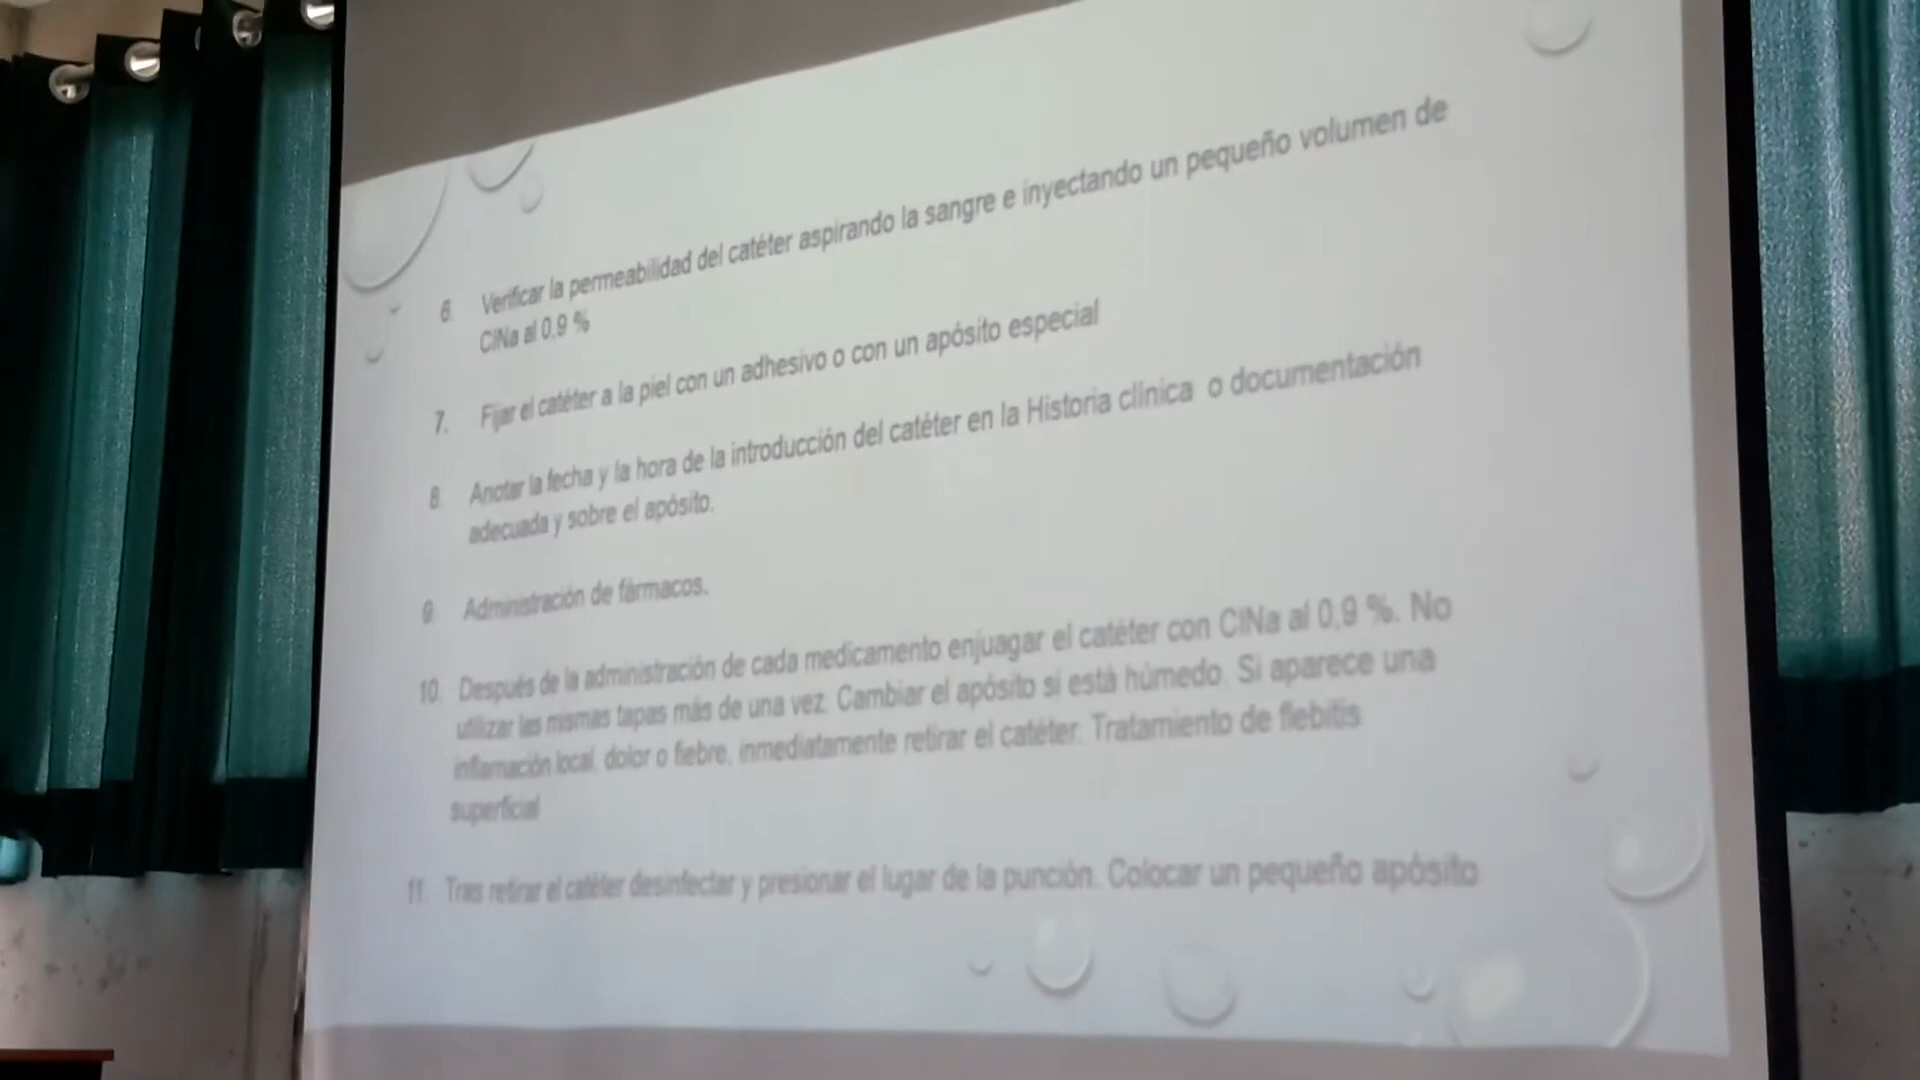 6. Verificar la permeabilidad del catéter aspirando la sangre e inyectando un pequeño volumen de
ClNa al 0.9 %
7. Fijar el catéter a la piel con un adhesivo o con un apósito especial
8. Anotar la fecha y la hora de la introducción del catéter en la Historia clínica o documentación
adecuada y sobre el apósito.
9. Administración de fármacos.
10. Después de la administración de cada medicamento enjuagar el catéter con ClNa al 0,9 %. No
utilizar las mismas tapas más de una vez. Cambiar el apósito si está húmedo. Si aparece una
inflamación local, dolor o fiebre, inmediatamente retirar el catéter. Tratamiento de flebitis
superficial
11. Tras retirar el catéter desinfectar y presionar el lugar de la punción. Colocar un pequeño apósito